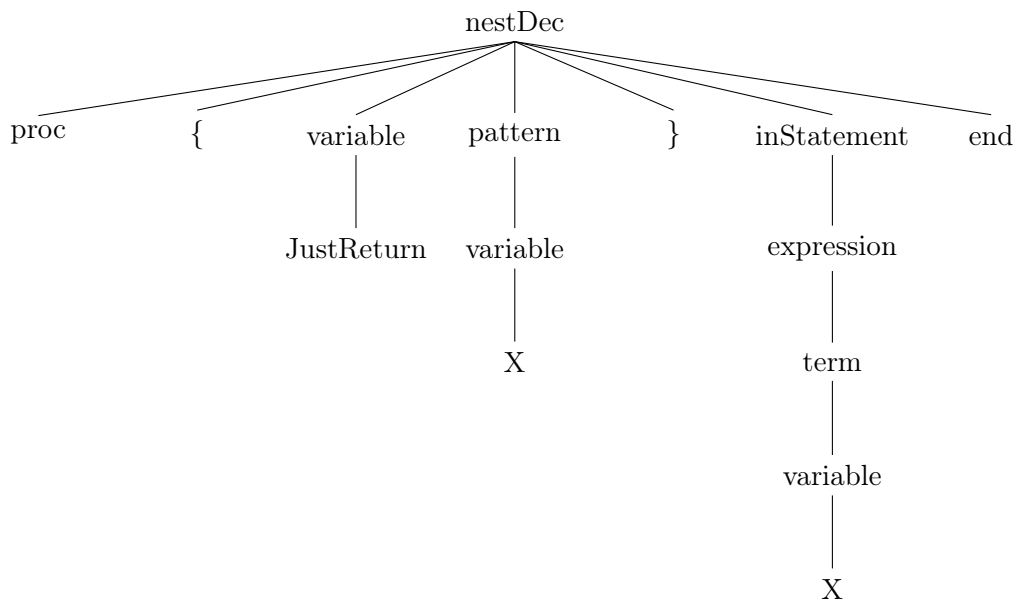 nestDec
proc { variable pattern } inStatement end
JustReturn variable expression
X term
variable
X